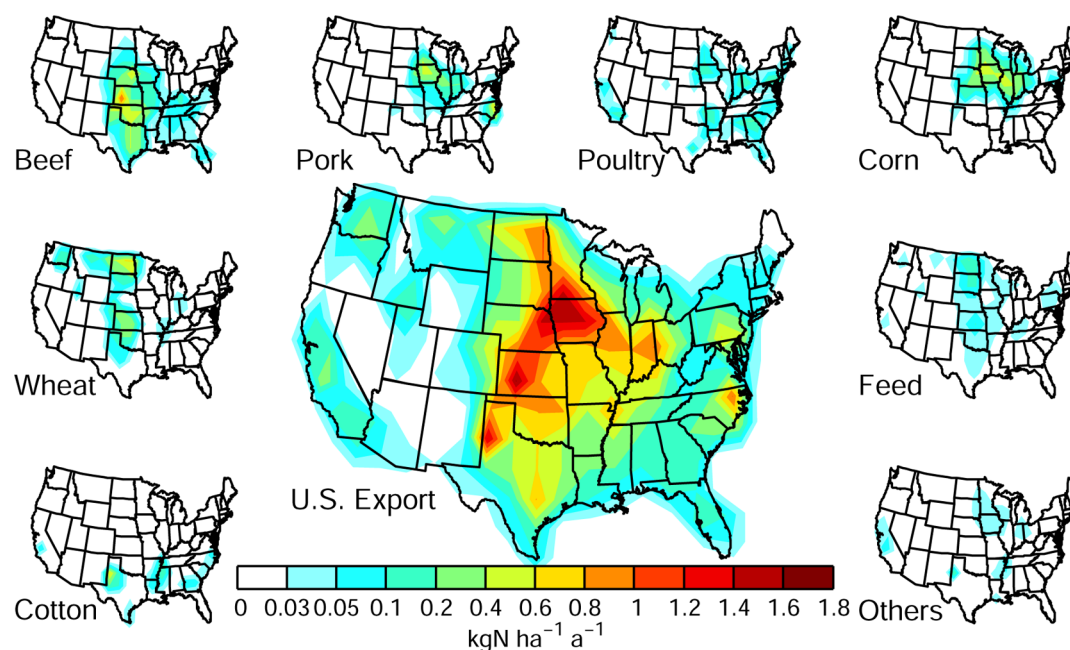 Beef
Pork
Poultry
Corn
Wheat
U.S. Export
Feed
Cotton
Others
0 0.03 0.05 0.1 0.2 0.4 0.6 0.8 1 1.2 1.4 1.6 1.8
kgN ha⁻¹ a⁻¹